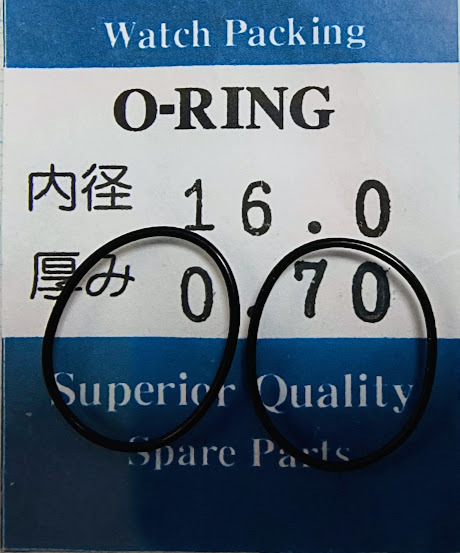 Watch Packing
O-RING
内径 16.0
厚み 0.70
Superior Quality
Spare Parts